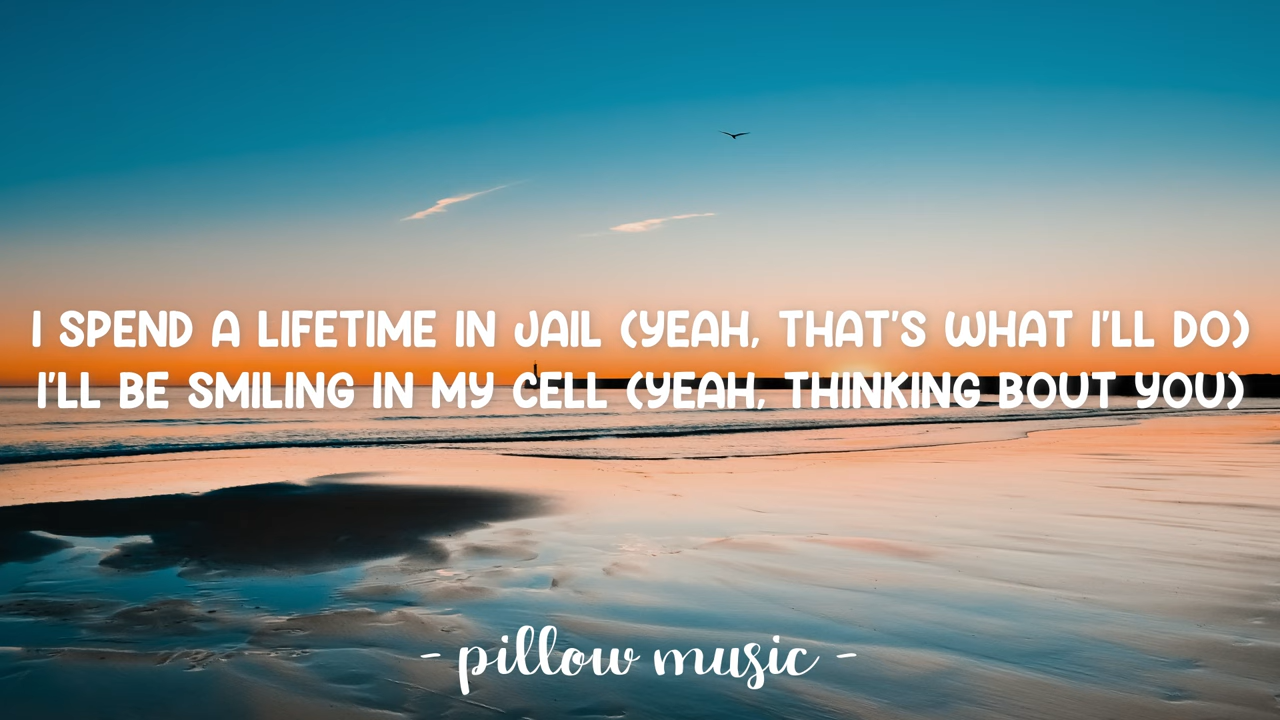 I SPEND A LIFETIME IN JAIL (YEAH, THAT'S WHAT I'LL DO)
I'LL BE SMILING IN MY CELL (YEAH, THINKING BOUT YOU)
- pillow music -